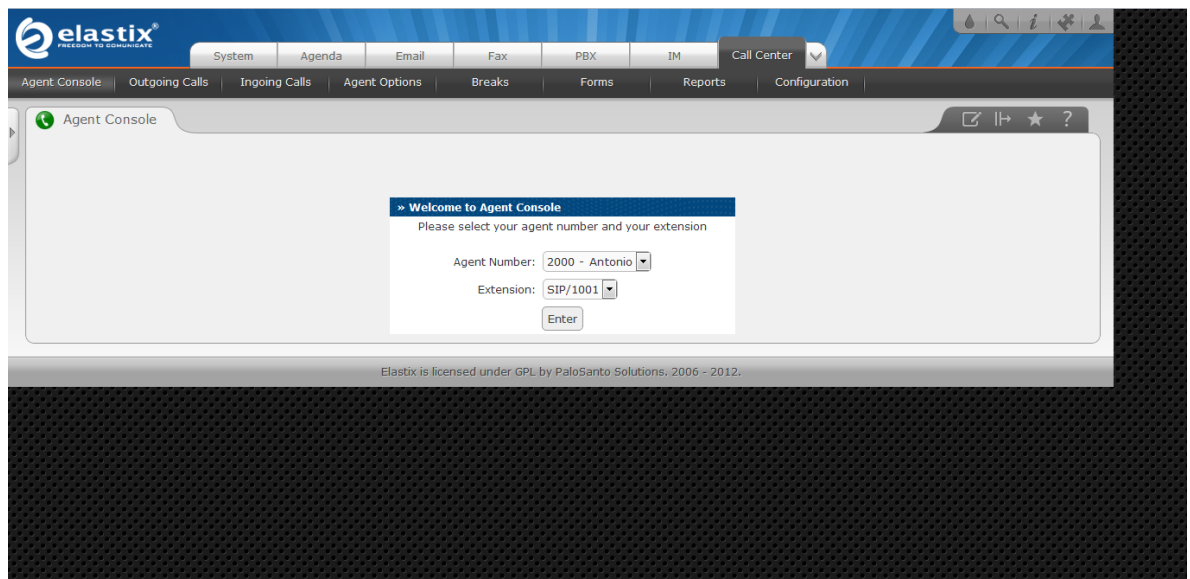 elastix®
FREEDOM TO COMUNICATE
System Agenda Email Fax PBX IM Call Center
Agent Console Outgoing Calls Ingoing Calls Agent Options Breaks Forms Reports Configuration
Agent Console
» Welcome to Agent Console
Please select your agent number and your extension
Agent Number: 2000 - Antonio
Extension: SIP/1001
Enter
Elastix is licensed under GPL by PaloSanto Solutions. 2006 - 2012.